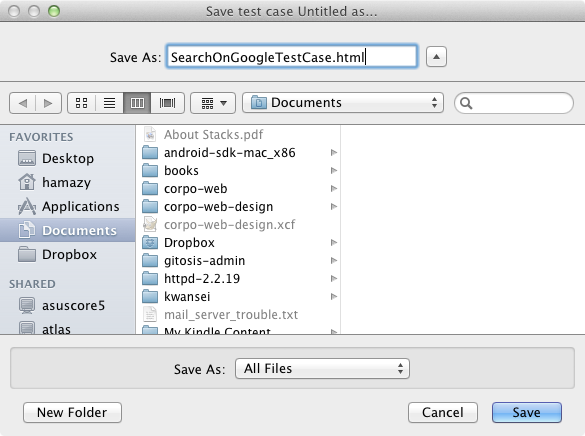 Save test case Untitled as...
Save As: SearchOnGoogleTestCase.html
Documents
FAVORITES
Desktop
hamazy
Applications
Documents
Dropbox
SHARED
asuscore5
atlas
About Stacks.pdf
android-sdk-mac_x86
books
corpo-web
corpo-web-design
corpo-web-design.xcf
Dropbox
gitosis-admin
httpd-2.2.19
kwansei
mail_server_trouble.txt
My Kindle Content
Save As: All Files
New Folder
Cancel
Save